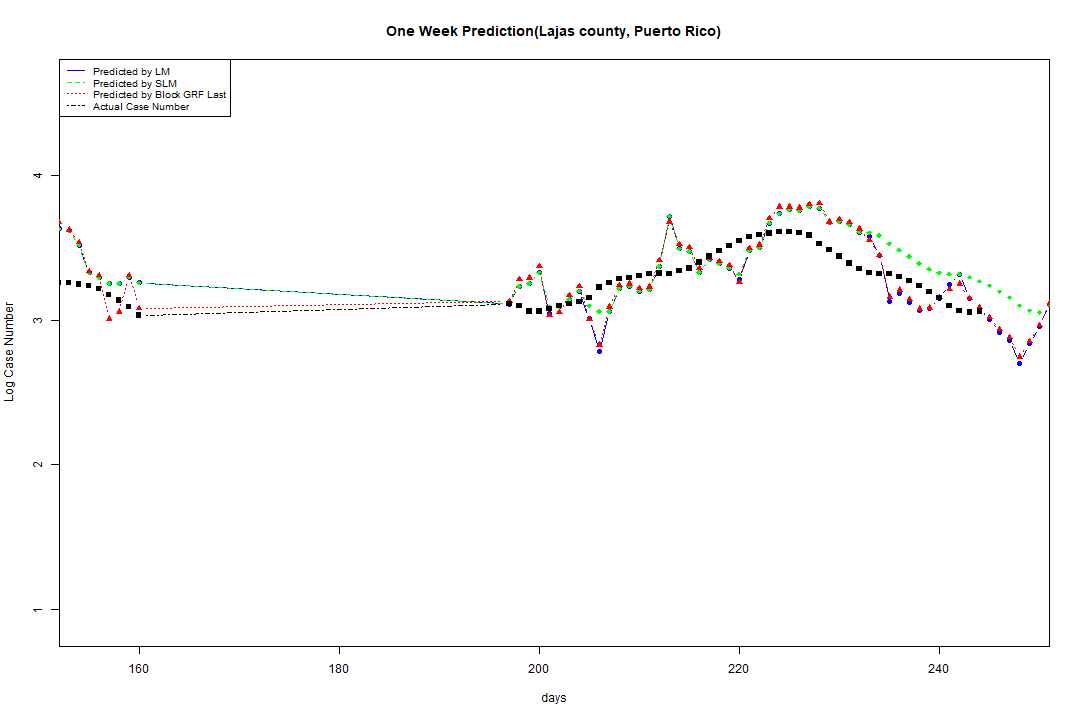 One Week Prediction(Lajas county, Puerto Rico)
Predicted by LM
Predicted by SLM
Predicted by Block GRF Last
Actual Case Number
4
3
2
1
Log Case Number
160 180 200 220 240
days